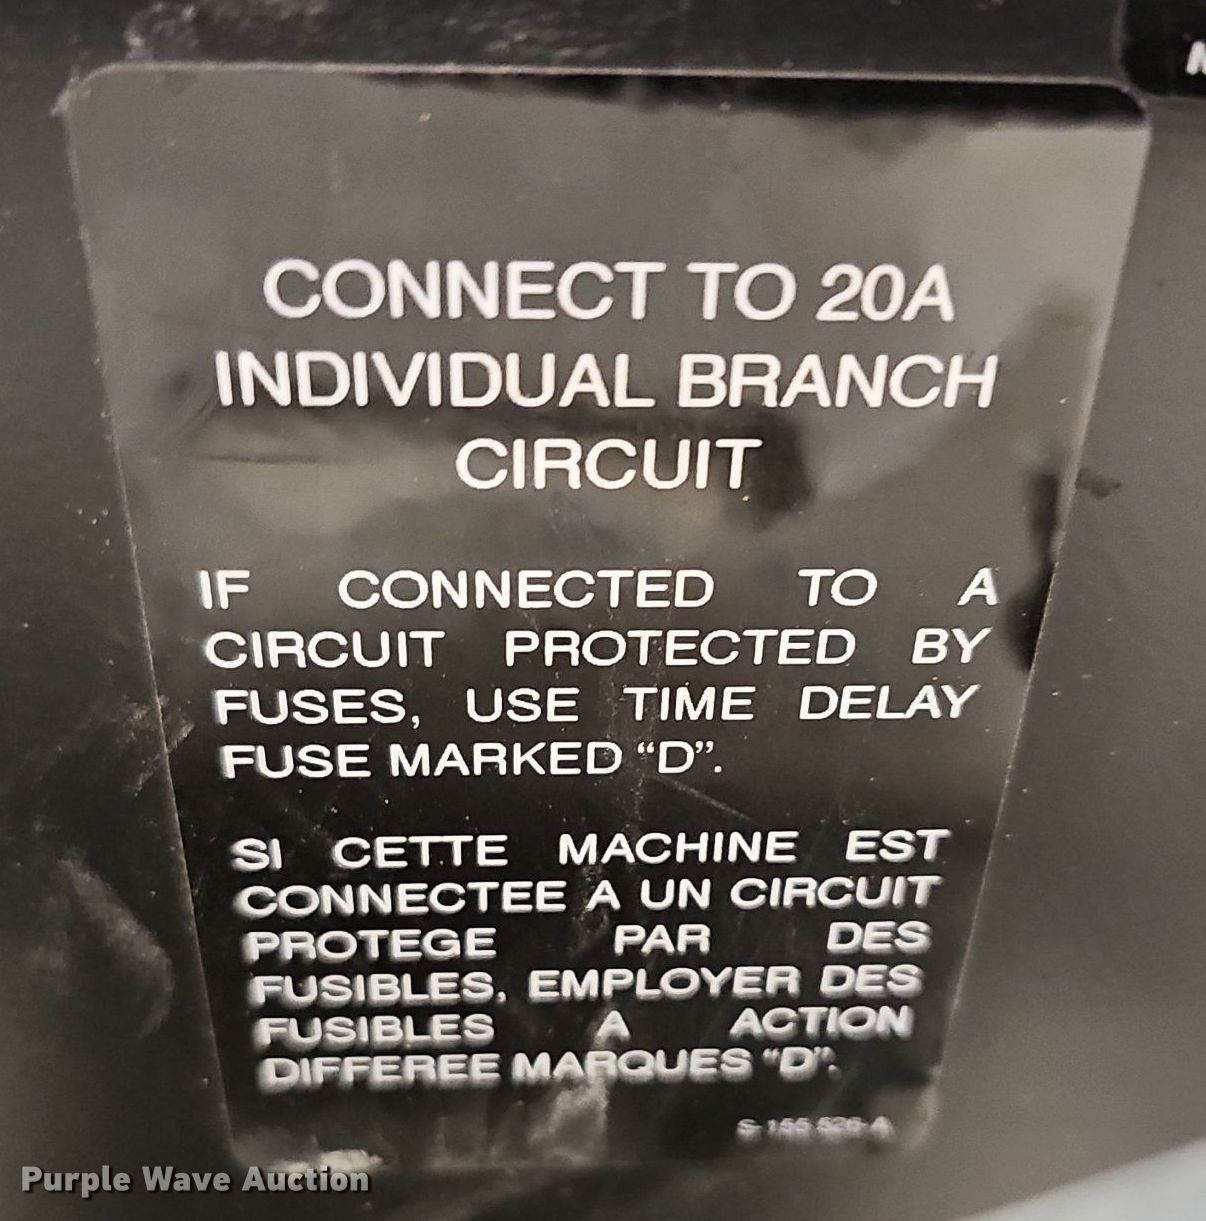 CONNECT TO 20A
INDIVIDUAL BRANCH
CIRCUIT
IF CONNECTED TO A
CIRCUIT PROTECTED BY
FUSES, USE TIME DELAY
FUSE MARKED “D”.
SI CETTE MACHINE EST
CONNECTEE A UN CIRCUIT
PROTEGE PAR DES
FUSIBLES, EMPLOYER DES
FUSIBLES A ACTION
DIFFEREE MARQUES “D”.
S-155 526-A
Purple Wave Auction